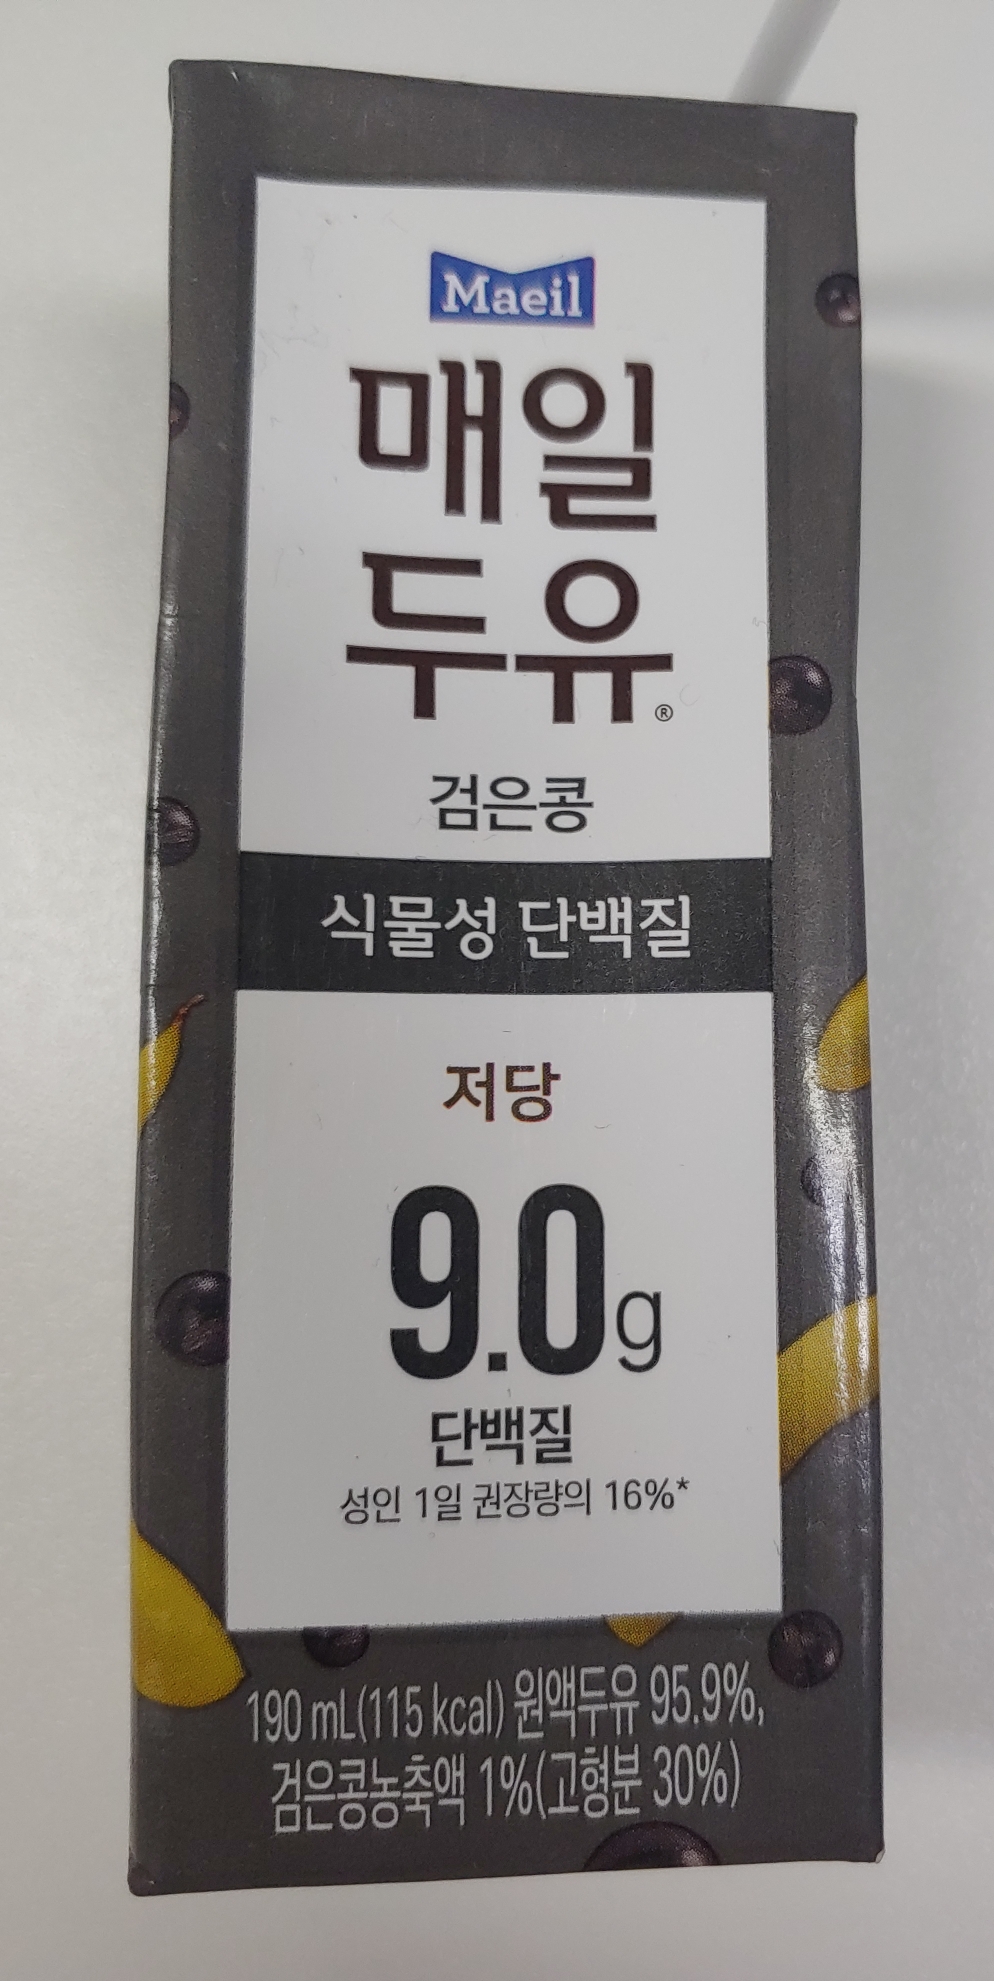 Maeil
매일
두유®
검은콩
식물성 단백질
저당
9.0g
단백질
성인 1일 권장량의 16%*
190 mL(115 kcal) 원액두유 95.9%,
검은콩농축액 1%(고형분 30%)